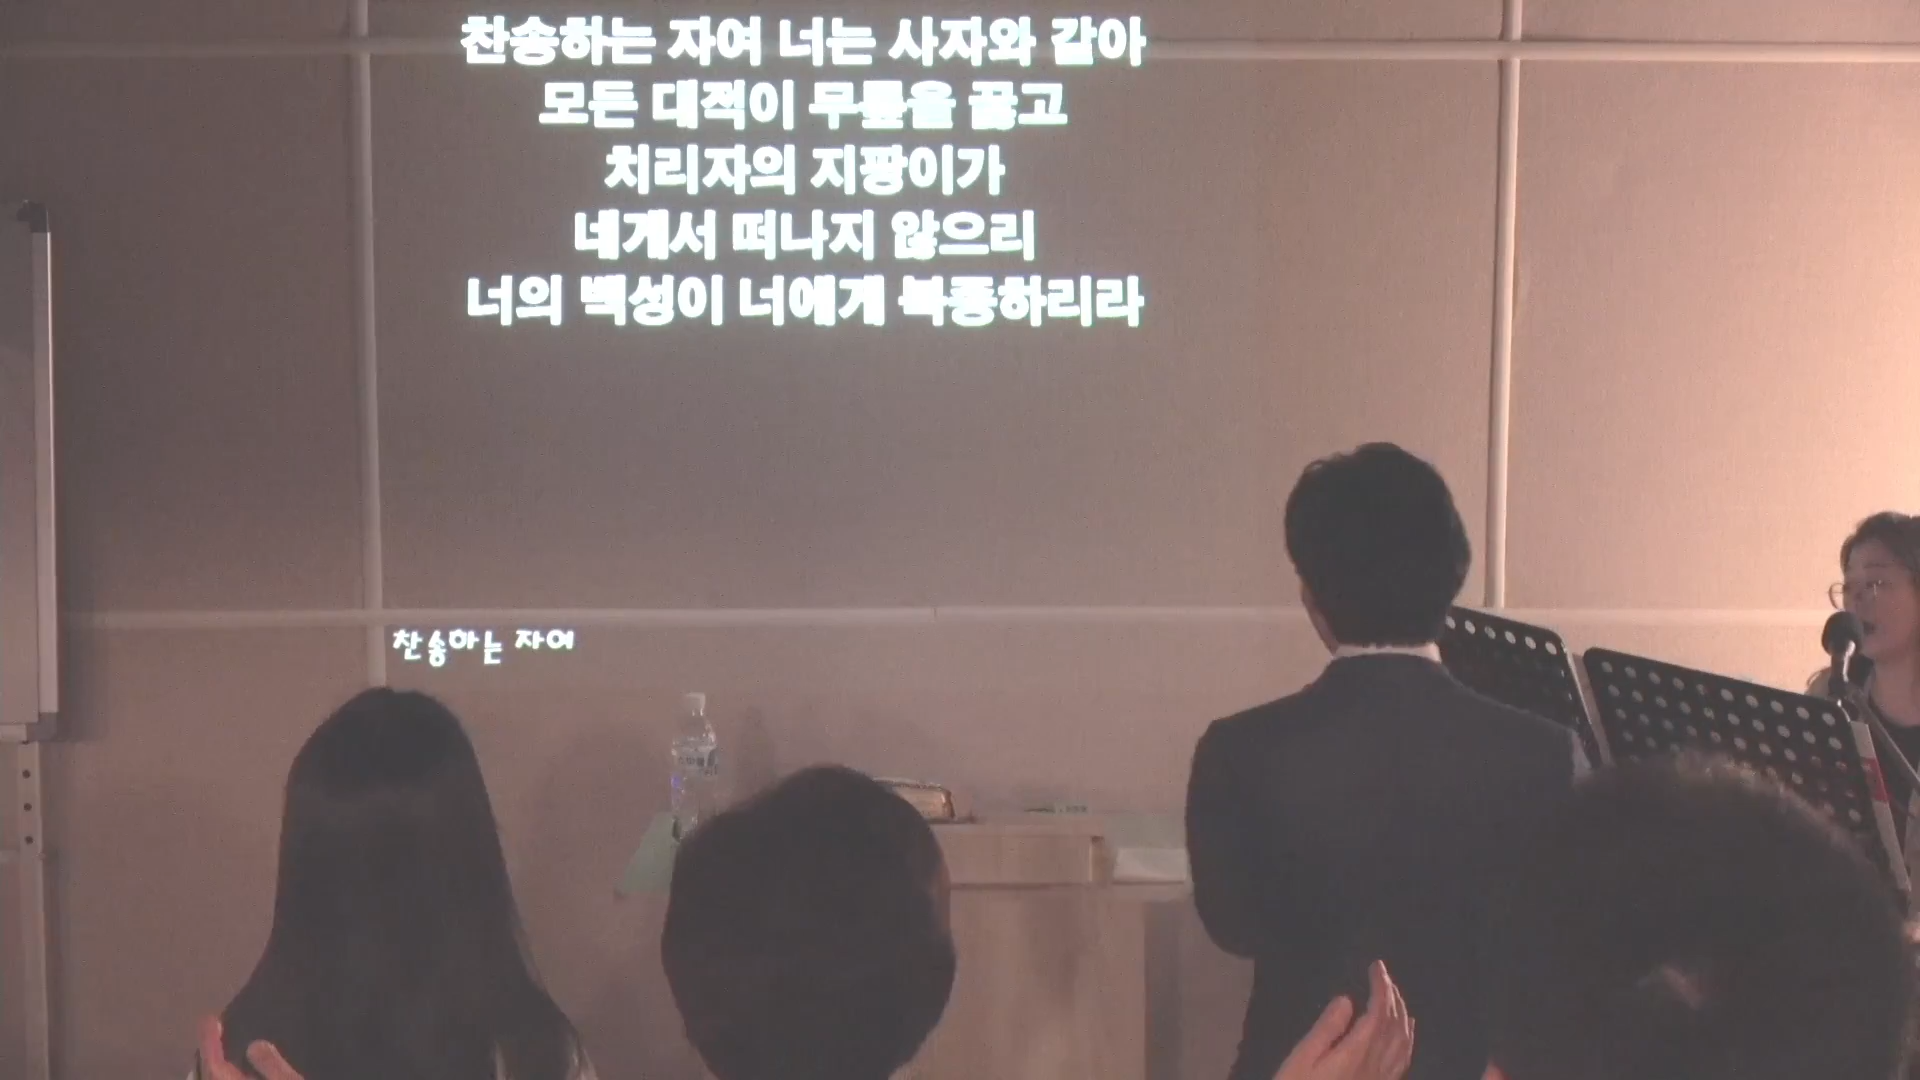 찬송하는 자여 너는 사자와 같아
모든 대적이 무릎을 꿇고
치리자의 지팡이가
네게서 떠나지 않으리
너의 백성이 너에게 복종하리라
찬송하는 자여